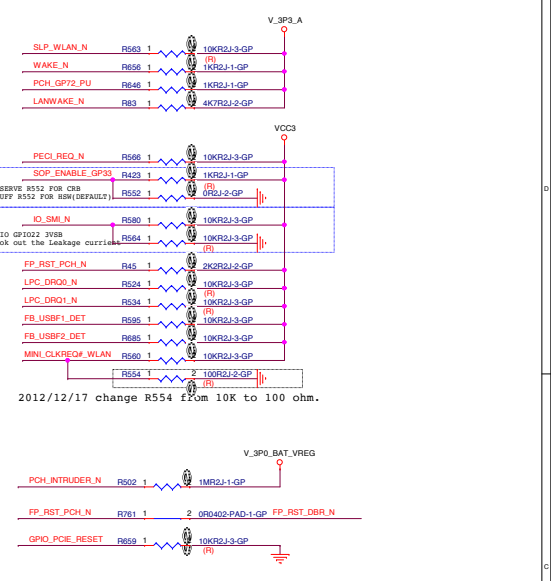 V_3P3_A
SLP_WLAN_N R563 1 10KR2J-3-GP
(R)
WAKE_N R656 1 1KR2J-1-GP
PCH_GP72_PU R646 1 1KR2J-1-GP
LANWAKE_N R83 1 4K7R2J-2-GP
VCC3
PECI_REQ_N R566 1 10KR2J-3-GP
SOP_ENABLE_GP33 R423 1 1KR2J-1-GP
(R)
SERVE R552 FOR CRB
UFF R552 FOR HSW(DEFAULT) R552 1 0R2J-2-GP
IO_SMI_N R580 1 10KR2J-3-GP
IO GPIO22 3VSB
ok out the Leakage currient R564 1 10KR2J-3-GP
(R)
FP_RST_PCH_N R45 1 2K2R2J-2-GP
LPC_DRQ0_N R524 1 10KR2J-3-GP
(R)
LPC_DRQ1_N R534 1 10KR2J-3-GP
(R)
FB_USBF1_DET R595 1 10KR2J-3-GP
FB_USBF2_DET R685 1 10KR2J-3-GP
MINI_CLKREQ#_WLAN R560 1 10KR2J-3-GP
R554 1 2 100R2J-2-GP
(R)
2012/12/17 change R554 from 10K to 100 ohm.
V_3P0_BAT_VREG
PCH_INTRUDER_N R502 1 1MR2J-1-GP
FP_RST_PCH_N R761 1 2 0R0402-PAD-1-GP FP_RST_DBR_N
GPIO_PCIE_RESET R659 1 10KR2J-3-GP
(R)
D
C